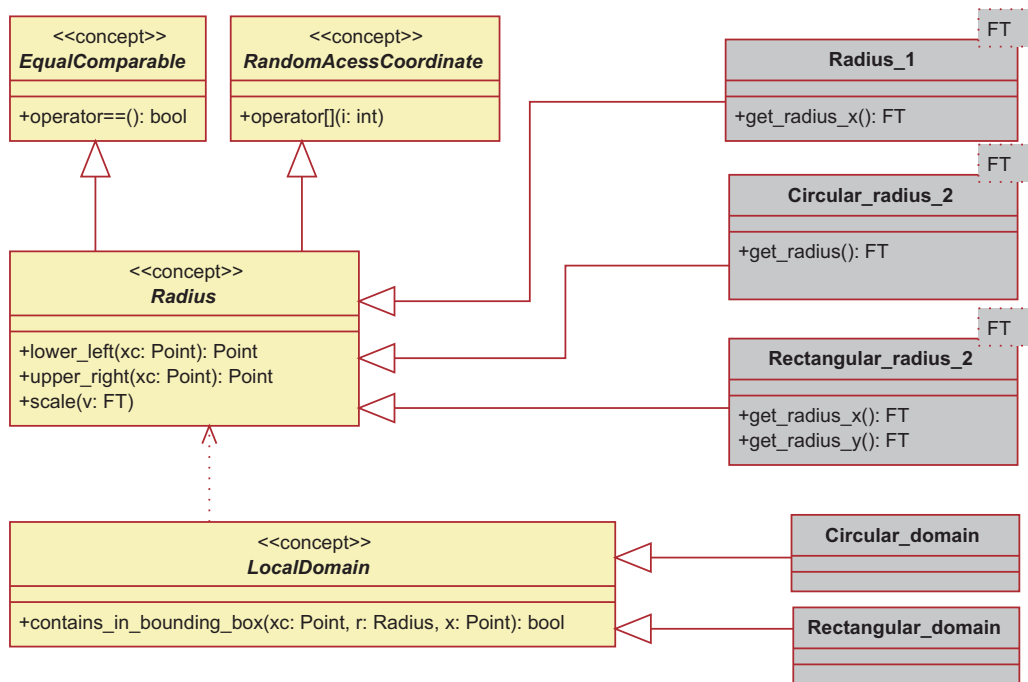 <<concept>>
EqualComparable
+operator==(): bool
<<concept>>
RandomAcessCoordinate
+operator[](i: int)
FT
Radius_1
+get_radius_x(): FT
FT
Circular_radius_2
+get_radius(): FT
<<concept>>
Radius
+lower_left(xc: Point): Point
+upper_right(xc: Point): Point
+scale(v: FT)
FT
Rectangular_radius_2
+get_radius_x(): FT
+get_radius_y(): FT
<<concept>>
LocalDomain
+contains_in_bounding_box(xc: Point, r: Radius, x: Point): bool
Circular_domain
Rectangular_domain